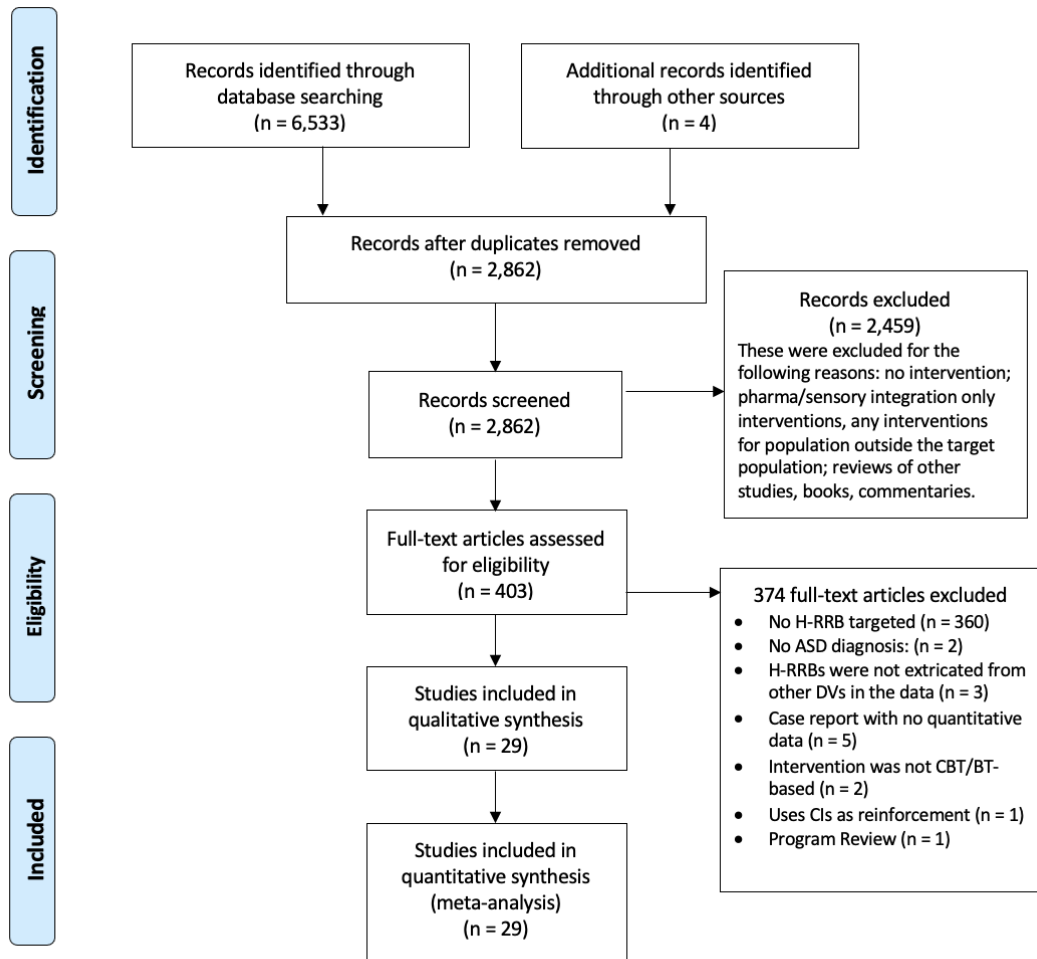 Identification
Records identified through
database searching
(n = 6,533)
Additional records identified
through other sources
(n = 4)
Records after duplicates removed
(n = 2,862)
Screening
Records screened
(n = 2,862)
Records excluded
(n = 2,459)
These were excluded for the
following reasons: no intervention;
pharma/sensory integration only
interventions, any interventions
for population outside the target
population; reviews of other
studies, books, commentaries.
Eligibility
Full-text articles assessed
for eligibility
(n = 403)
374 full-text articles excluded
• No H-RRB targeted (n = 360)
• No ASD diagnosis: (n = 2)
• H-RRBs were not extricated from
other DVs in the data (n = 3)
• Case report with no quantitative
data (n = 5)
• Intervention was not CBT/BT-
based (n = 2)
• Uses CIs as reinforcement (n = 1)
• Program Review (n = 1)
Studies included in
qualitative synthesis
(n = 29)
Included
Studies included in
quantitative synthesis
(meta-analysis)
(n = 29)